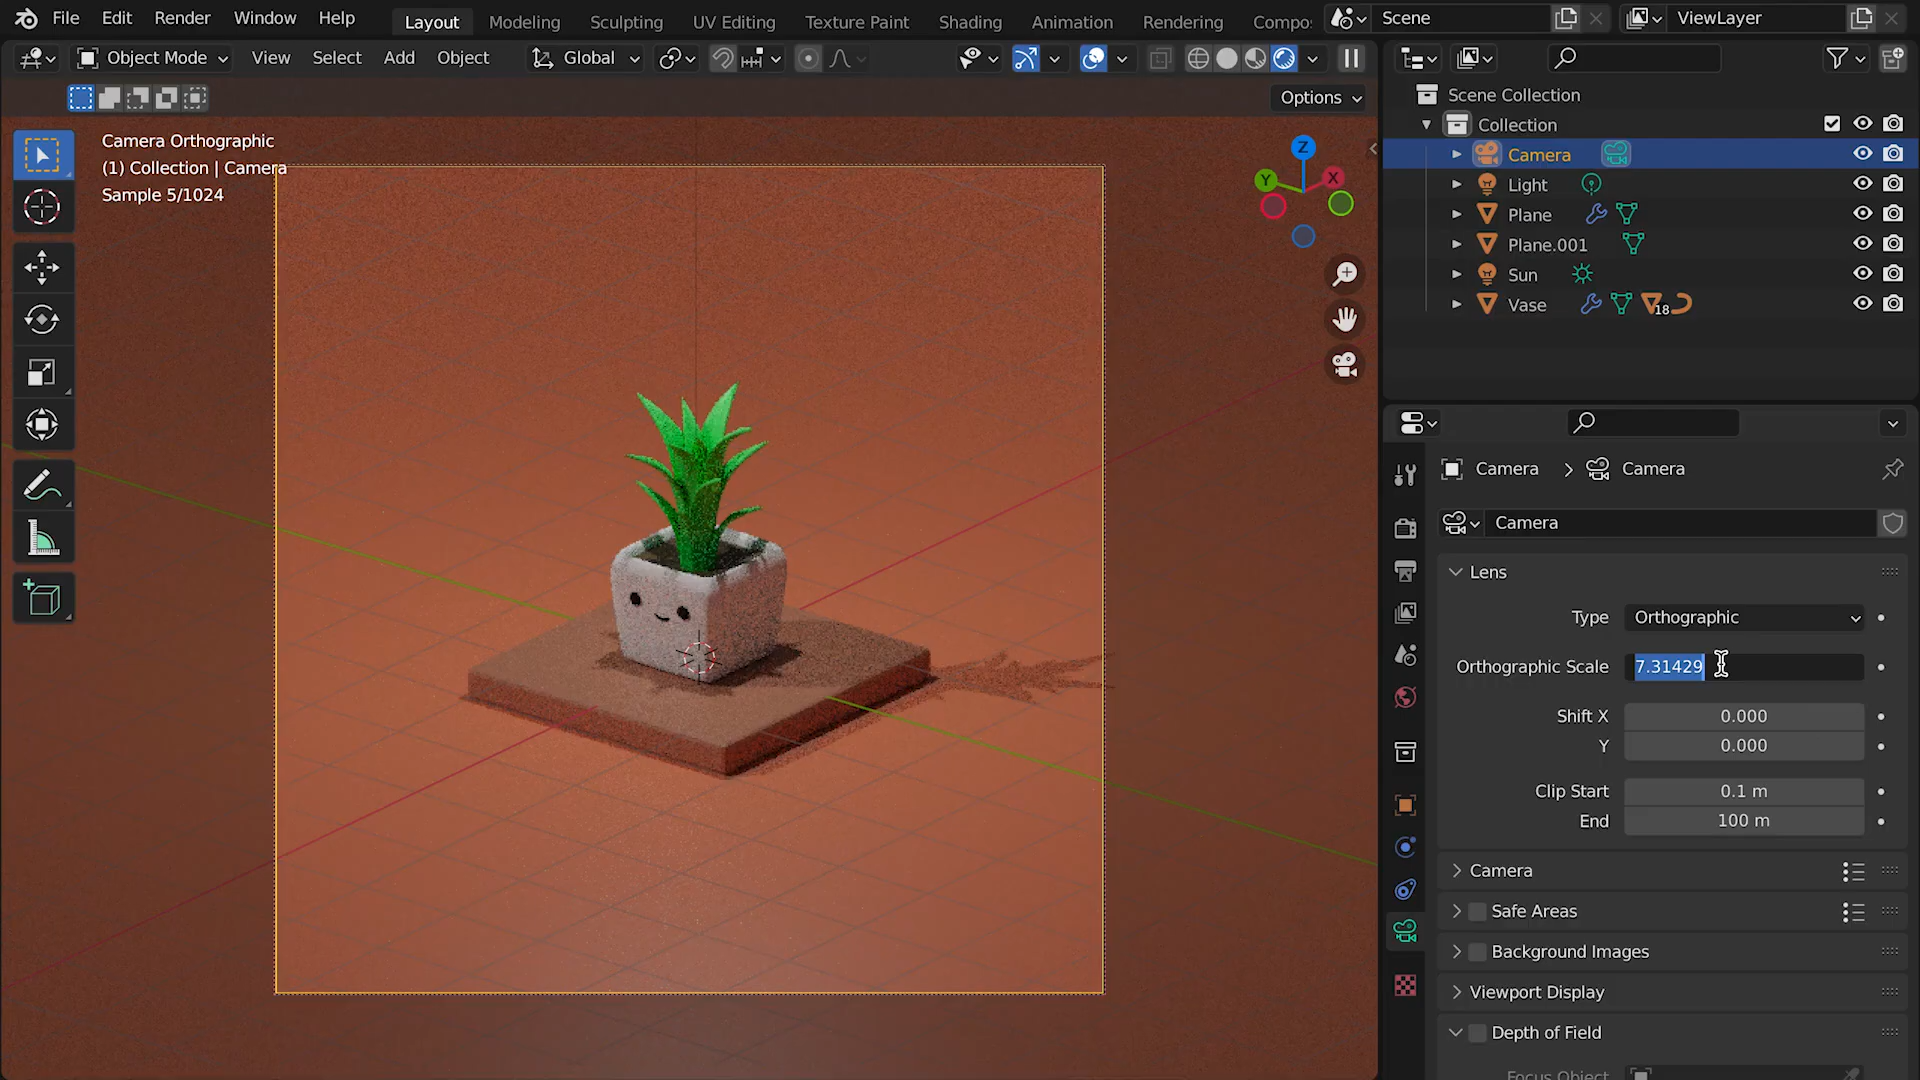 File Edit Render Window Help Layout Modeling Sculpting UV Editing Texture Paint Shading Animation Rendering Compo: Scene ViewLayer
Object Mode View Select Add Object Global
Options
Camera Orthographic
(1) Collection | Camera
Sample 5/1024
Z
Y
X
Scene Collection
Collection
Camera
Light
Plane
Plane.001
Sun
Vase 18
Camera > Camera
Camera
Lens
Type Orthographic
Orthographic Scale 7.31429
Shift X 0.000
Y 0.000
Clip Start 0.1 m
End 100 m
Camera
Safe Areas
Background Images
Viewport Display
Depth of Field
Focus Object